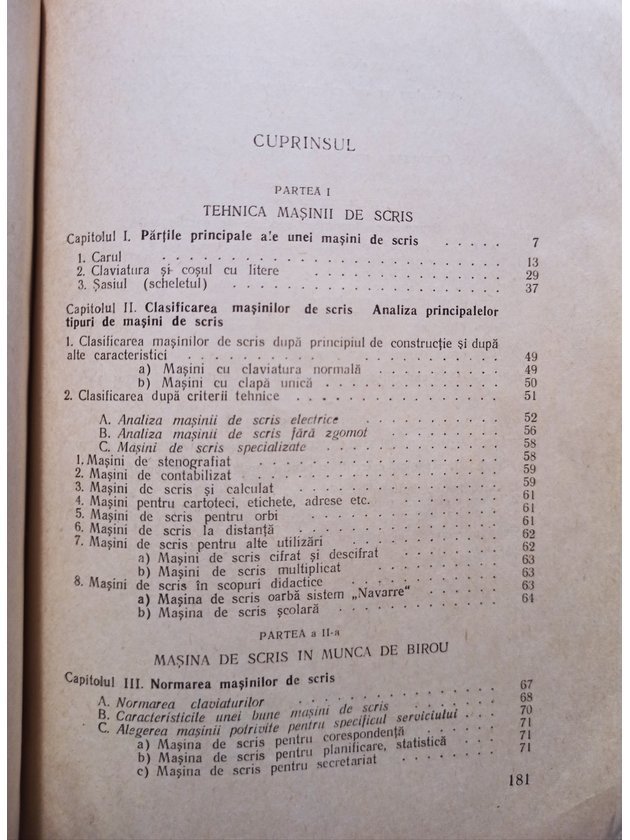 CUPRINSUL
PARTEA I
TEHNICA MAȘINII DE SCRIS
Capitolul I. Părțile principale ale unei mașini de scris . . . . . 7
1. Carul . . . . . . . . . . . . . 13
2. Claviatura și coșul cu litere . . . . . . . . . 29
3. Șasiul (scheletul) . . . . . . . . . . . . 37
Capitolul II. Clasificarea mașinilor de scris Analiza principalelor
tipuri de mașini de scris
1. Clasificarea mașinilor de scris după principiul de construcție și după
alte caracteristici . . . . . . . . . . . . . 49
a) Mașini cu claviatura normală . . . . . . . 49
b) Mașini cu clapă unică . . . . . . . . . 50
2. Clasificarea după criterii tehnice . . . . . . . . . 51
A. Analiza mașinii de scris electrice . . . . . . . 52
B. Analiza mașinii de scris fără zgomot . . . . . . 56
C. Mașini de scris specializate . . . . . . . . 58
1. Mașini de stenografiat . . . . . . . . . . 58
2. Mașini de contabilizat . . . . . . . . . . 59
3. Mașini de scris și calculat . . . . . . . . . 59
4. Mașini pentru cartoteci, etichete, adrese etc. . . . . . 61
5. Mașini de scris pentru orbi . . . . . . . . . 61
6. Mașini de scris la distanță . . . . . . . . . 61
7. Mașini de scris pentru alte utilizări . . . . . . . 62
a) Mașini de scris cifrat și descifrat . . . . . . 62
b) Mașini de scris multiplicat . . . . . . . 63
8. Mașini de scris în scopuri didactice . . . . . . . 63
a) Mașina de scris oarbă sistem „Navarre“ . . . . . 63
b) Mașina de scris școlară . . . . . . . . 64
PARTEA a II-a
MAȘINA DE SCRIS IN MUNCA DE BIROU
Capitolul III. Normarea mașinilor de scris
A. Normarea claviaturilor . . . . . . . . . . 67
B. Caracteristicile unei bune mașini de scris . . . . . 68
C. Alegerea mașinii potrivite pentru specificul serviciului . . . 70
a) Mașina de scris pentru corespondență . . . . . 71
b) Mașina de scris pentru planificare, statistică . . . . 71
c) Mașina de scris pentru secretariat . . . . . . 71
181